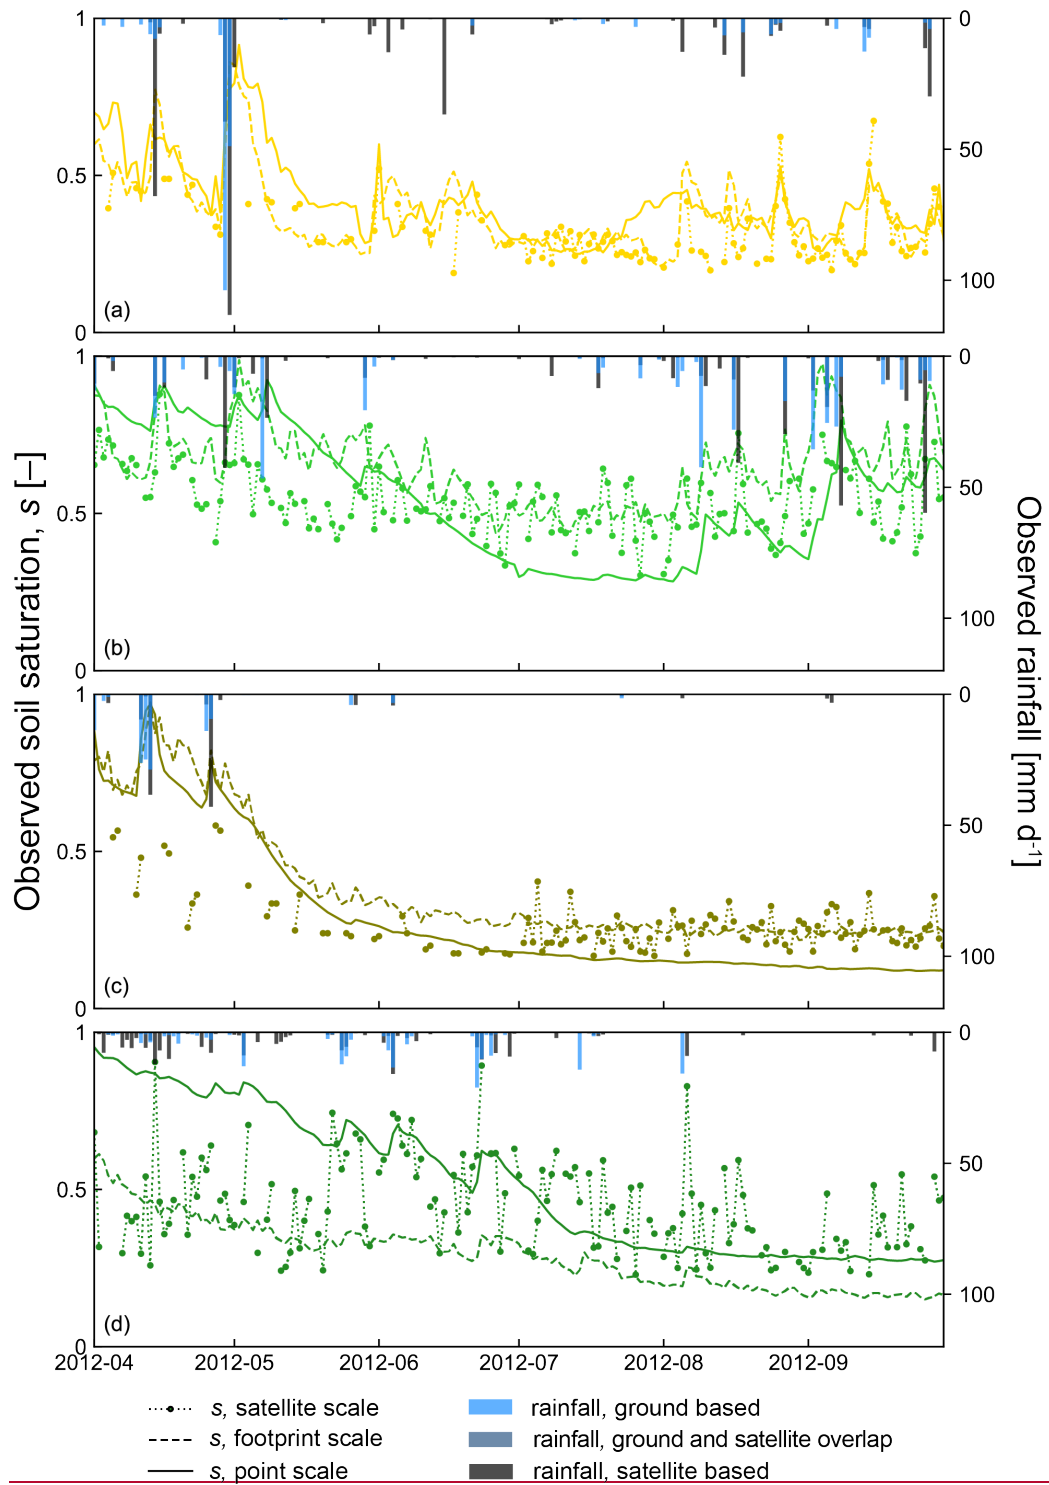 1
0.5
0
(a)
0
50
100
1
0.5
0
(b)
0
50
100
1
0.5
0
(c)
0
50
100
1
0.5
0
(d)
0
50
100
Observed soil saturation, s [–]
Observed rainfall [mm d-1]
2012-04 2012-05 2012-06 2012-07 2012-08 2012-09
s, satellite scale
s, footprint scale
s, point scale
rainfall, ground based
rainfall, ground and satellite overlap
rainfall, satellite based